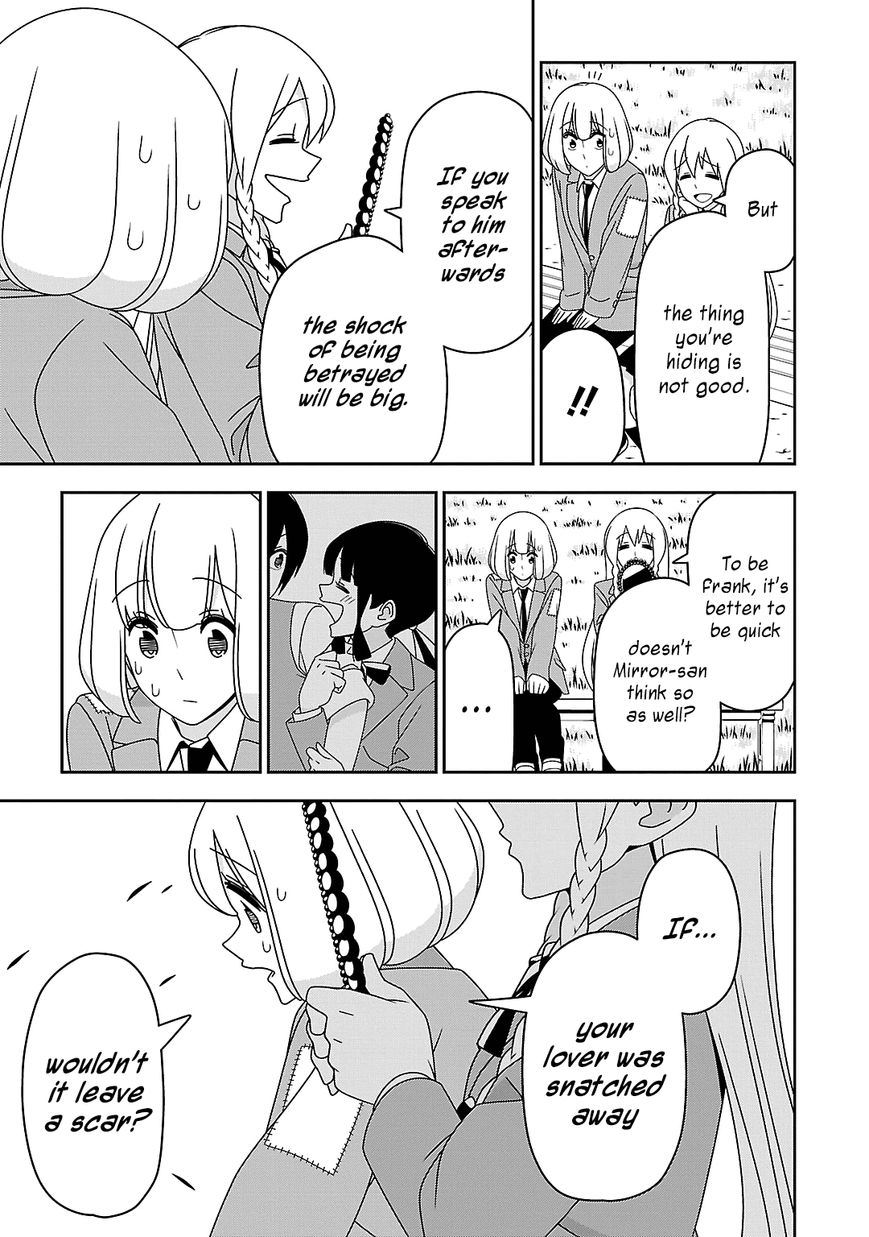 But
the thing
you're
hiding is
not good.
!!
If you
speak
to him
after-
wards
the shock
of being
betrayed
will be big.
To be
frank, it's
better to
be quick
doesn't
Mirror-san
think so
as well?
...
If...
your
lover was
snatched
away
wouldn't
it leave
a scar?